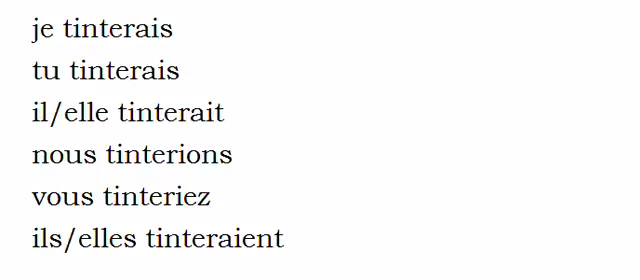 je tinterais
tu tinterais
il/elle tinterait
nous tinterions
vous tinteriez
ils/elles tinteraient